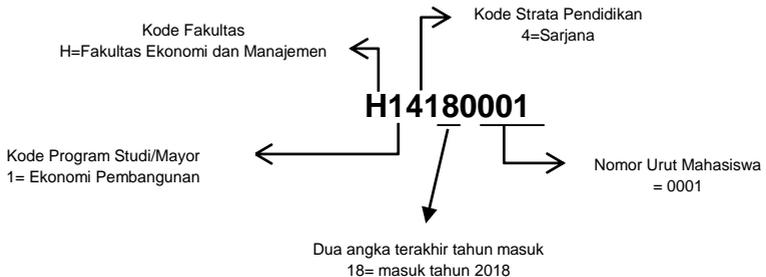 Kode Fakultas
H=Fakultas Ekonomi dan Manajemen
Kode Strata Pendidikan
4=Sarjana
H14180001
Kode Program Studi/Mayor
1= Ekonomi Pembangunan
Nomor Urut Mahasiswa
= 0001
Dua angka terakhir tahun masuk
18= masuk tahun 2018